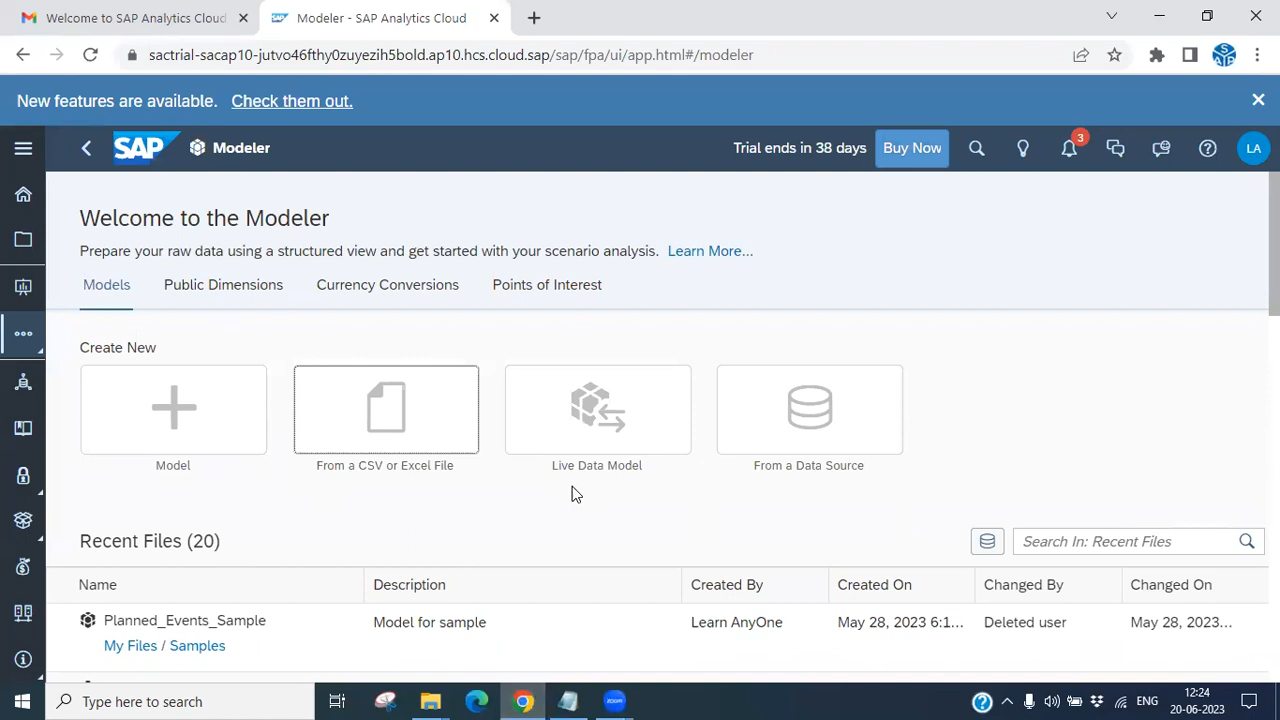 Welcome to SAP Analytics Cloud
Modeler - SAP Analytics Cloud
sactrial-sacap10-jutvo46fthy0zuyezih5bold.ap10.hcs.cloud.sap/sap/fpa/ui/app.html#/modeler
New features are available. Check them out.
SAP Modeler
Trial ends in 38 days Buy Now 3 LA
Welcome to the Modeler
Prepare your raw data using a structured view and get started with your scenario analysis. Learn More...
Models Public Dimensions Currency Conversions Points of Interest
Create New
Model From a CSV or Excel File Live Data Model From a Data Source
Recent Files (20) Search In: Recent Files
Name Description Created By Created On Changed By Changed On
Planned_Events_Sample Model for sample Learn AnyOne May 28, 2023 6:1... Deleted user May 28, 2023...
My Files / Samples
Type here to search
zoom
ENG
12:24
20-06-2023